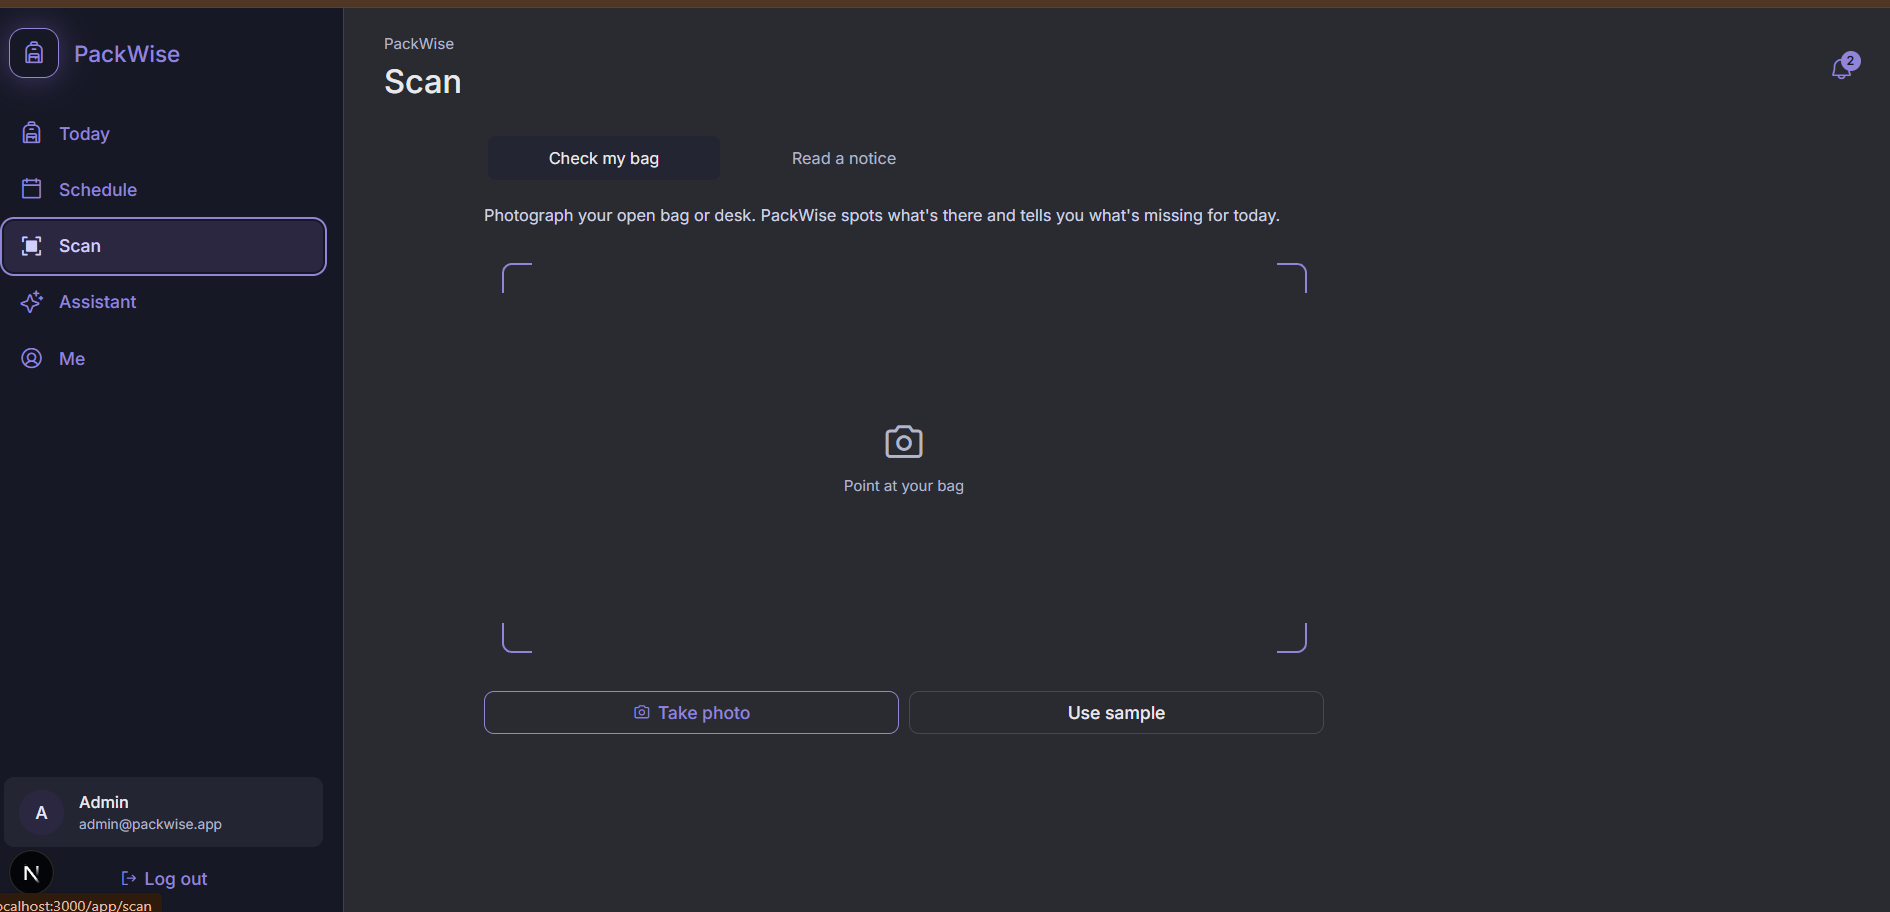 PackWise
Today
Schedule
Scan
Assistant
Me
A
Admin
admin@packwise.app
N
Log out
ocalhost:3000/app/scan
PackWise
Scan
2
Check my bag
Read a notice
Photograph your open bag or desk. PackWise spots what's there and tells you what's missing for today.
Point at your bag
Take photo
Use sample